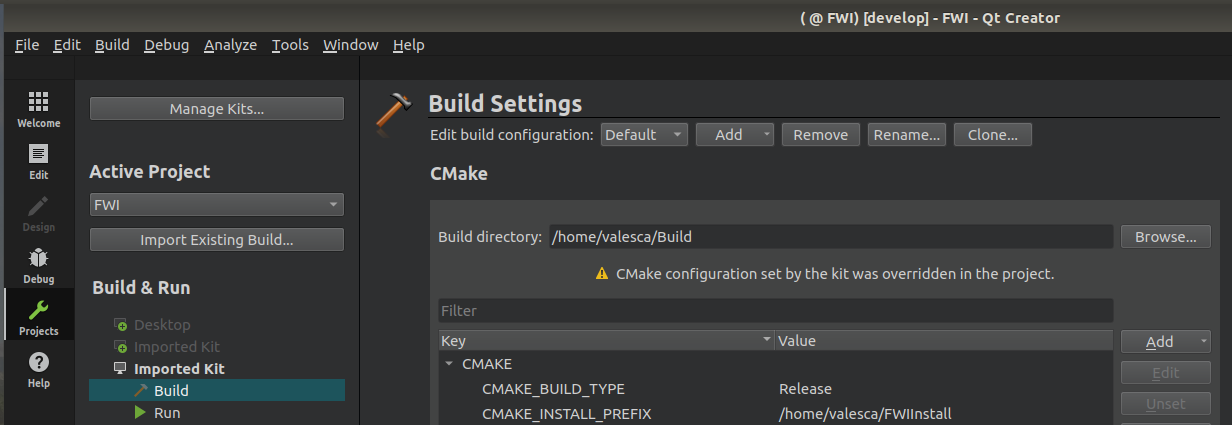 ( @ FWI) [develop] - FWI - Qt Creator
File Edit Build Debug Analyze Tools Window Help
Welcome
Edit
Design
Debug
Projects
Help
Manage Kits...
Active Project
FWI
Import Existing Build...
Build & Run
Desktop
Imported Kit
Imported Kit
Build
Run
Build Settings
Edit build configuration: Default Add Remove Rename... Clone...
CMake
Build directory: /home/valesca/Build Browse...
CMake configuration set by the kit was overridden in the project.
Filter
Key Value Add
CMAKE
CMAKE_BUILD_TYPE Release Edit
CMAKE_INSTALL_PREFIX /home/valesca/FWIInstall Unset